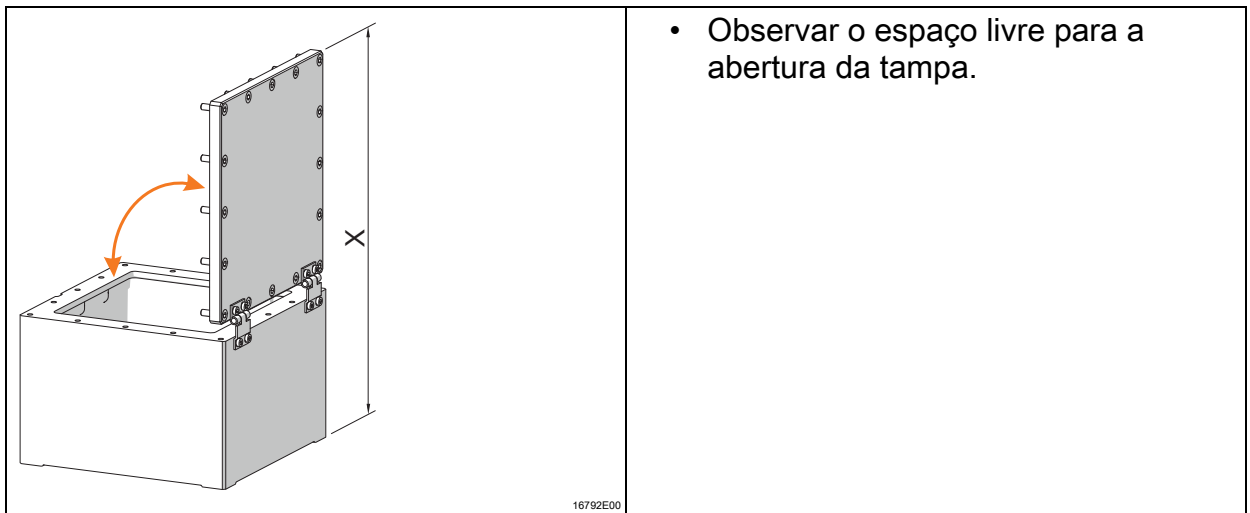 X
16792E00
• Observar o espaço livre para a
abertura da tampa.